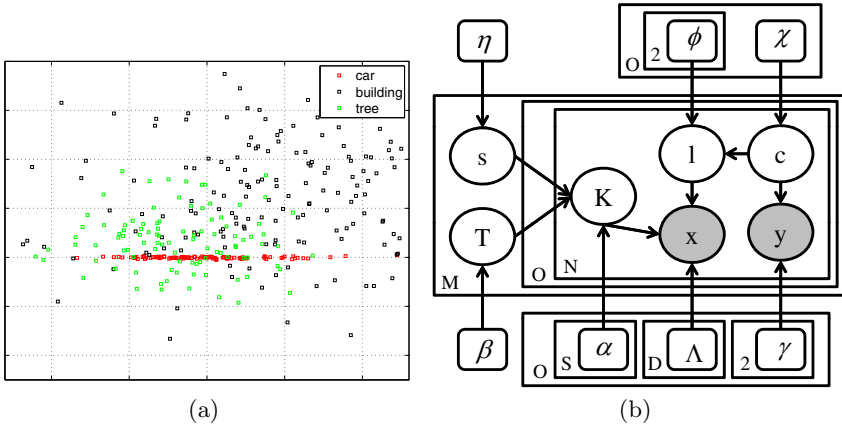 car
building
tree
(a)
η
ϕ
χ
O
2
s
l
c
K
T
x
y
M
O
N
β
α
Λ
γ
O
S
D
2
(b)